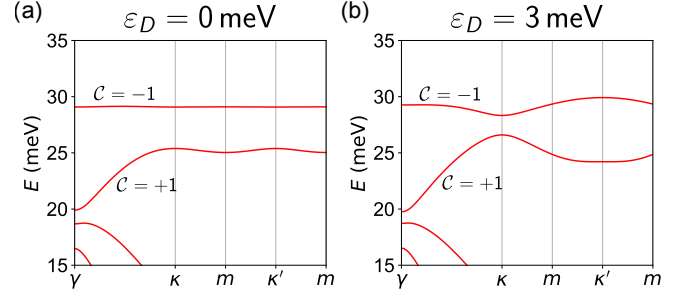 (a)
ε_D = 0 meV
35
30
25
20
15
E (meV)
C = −1
C = +1
γ
κ
m
κ′
m
(b)
ε_D = 3 meV
35
30
25
20
15
E (meV)
C = −1
C = +1
γ
κ
m
κ′
m